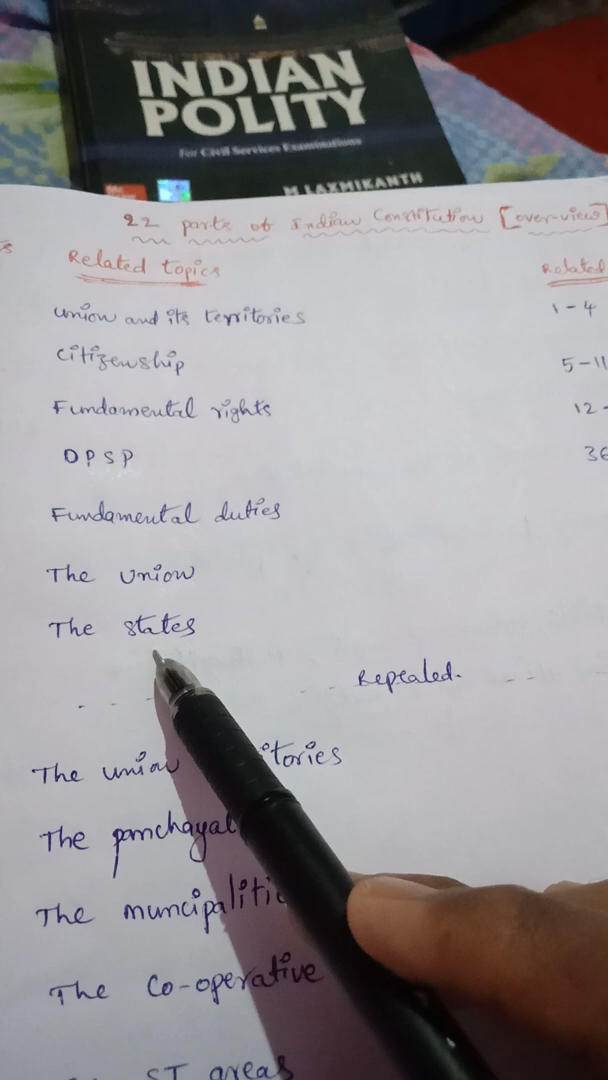 INDIAN
POLITY
For Civil Services Examinations
M LAXMIKANTH
22 parts of Indian Constitution [over-view]
Related topics Related
Union and its territories 1-4
Citizenship 5-11
Fundamental rights 12-
DPSP 36
Fundamental duties
The Union
The states
Repealed.
The union
The panchayat
The muncipalitie
The Co-operative
ST areas